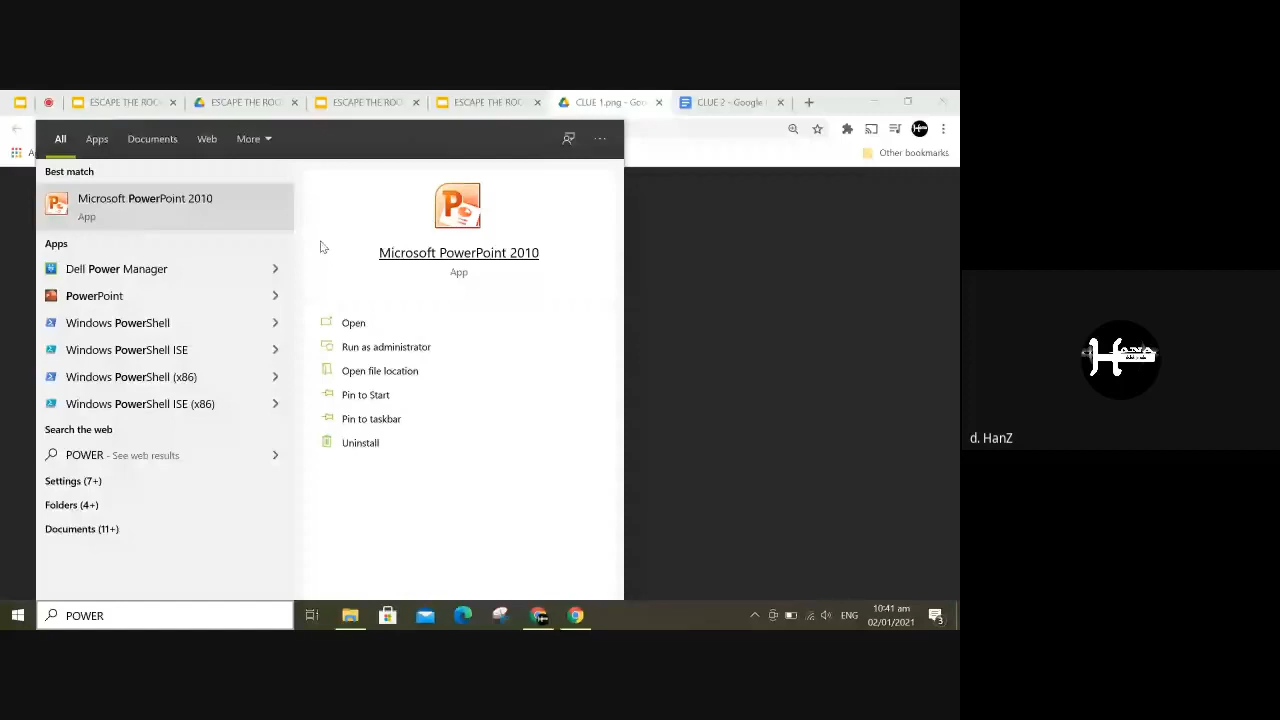 ESCAPE THE ROO
ESCAPE THE ROO
ESCAPE THE ROO
ESCAPE THE ROO
CLUE 1.png - Goo
CLUE 2 - Google
Other bookmarks
All
Apps
Documents
Web
More
Best match
Microsoft PowerPoint 2010
App
Apps
Dell Power Manager
PowerPoint
Windows PowerShell
Windows PowerShell ISE
Windows PowerShell (x86)
Windows PowerShell ISE (x86)
Search the web
POWER - See web results
Settings (7+)
Folders (4+)
Documents (11+)
Microsoft PowerPoint 2010
App
Open
Run as administrator
Open file location
Pin to Start
Pin to taskbar
Uninstall
POWER
ENG
10:41 am
02/01/2021
3
d. HanZ